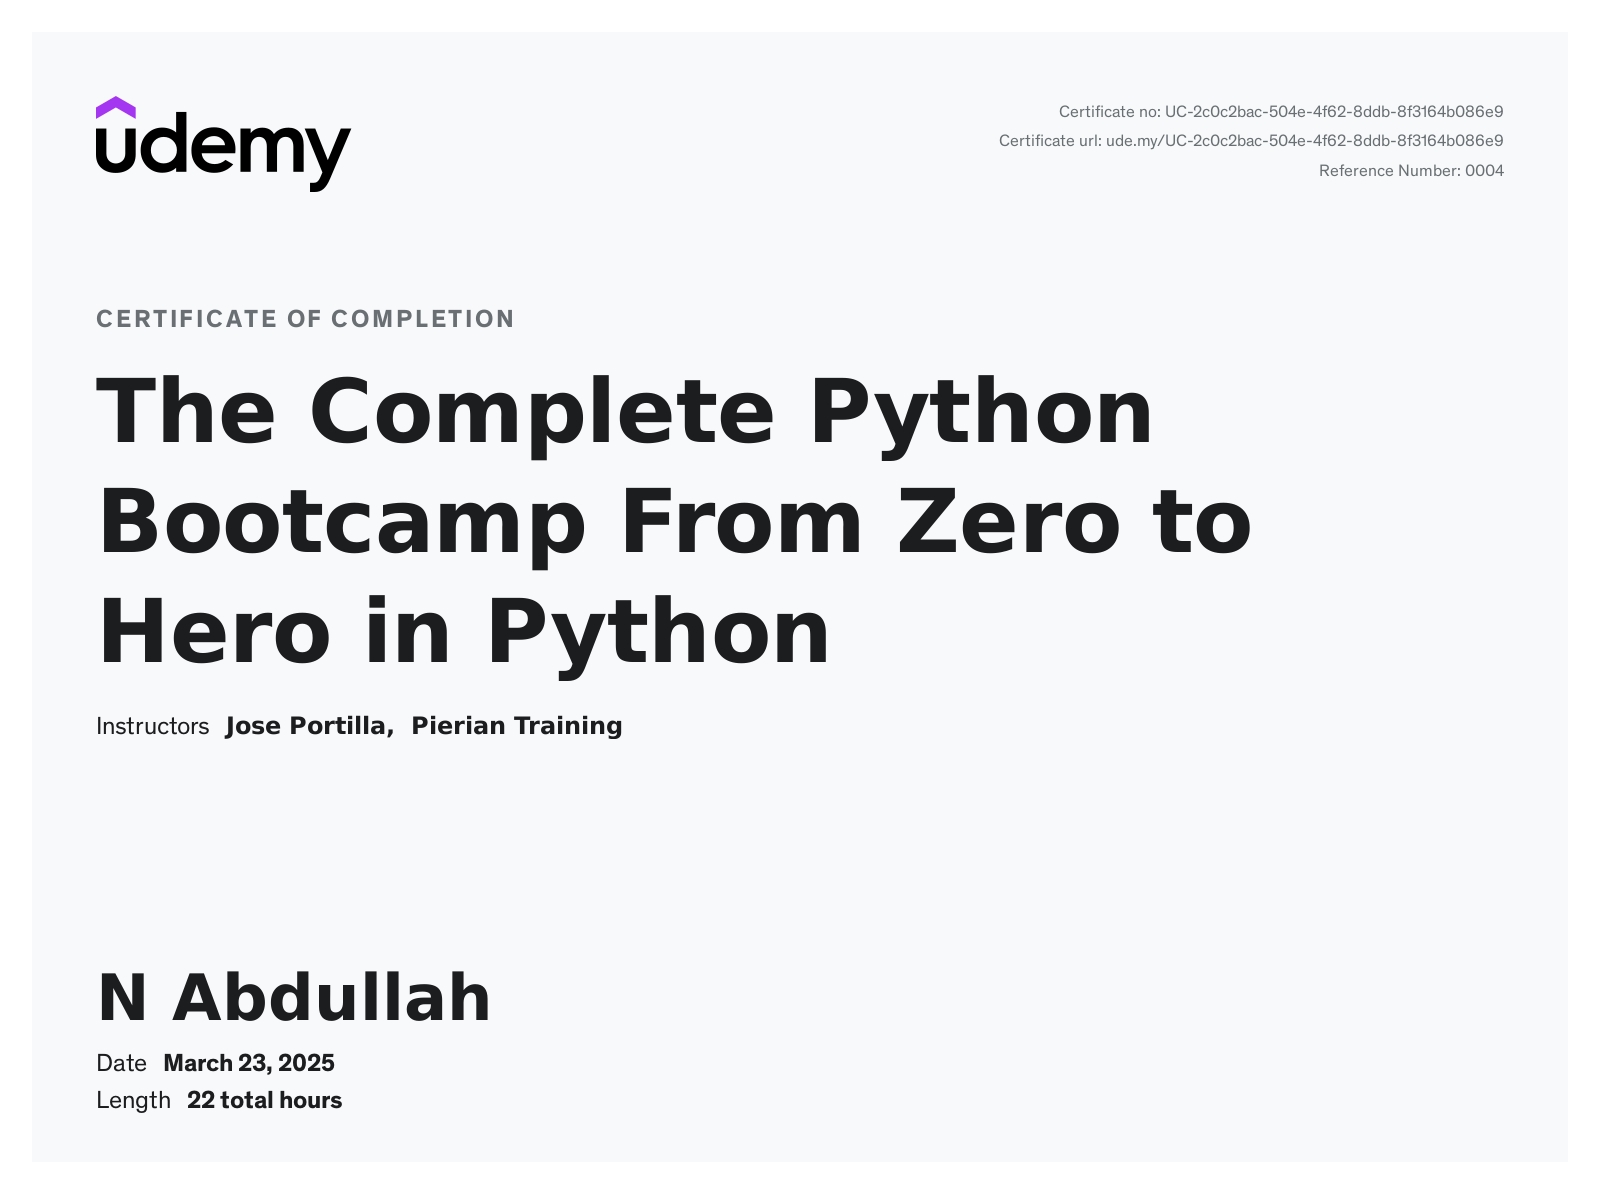 udemy
Certificate no: UC-2c0c2bac-504e-4f62-8ddb-8f3164b086e9
Certificate url: ude.my/UC-2c0c2bac-504e-4f62-8ddb-8f3164b086e9
Reference Number: 0004
CERTIFICATE OF COMPLETION
The Complete Python
Bootcamp From Zero to
Hero in Python
Instructors Jose Portilla, Pierian Training
N Abdullah
Date March 23, 2025
Length 22 total hours